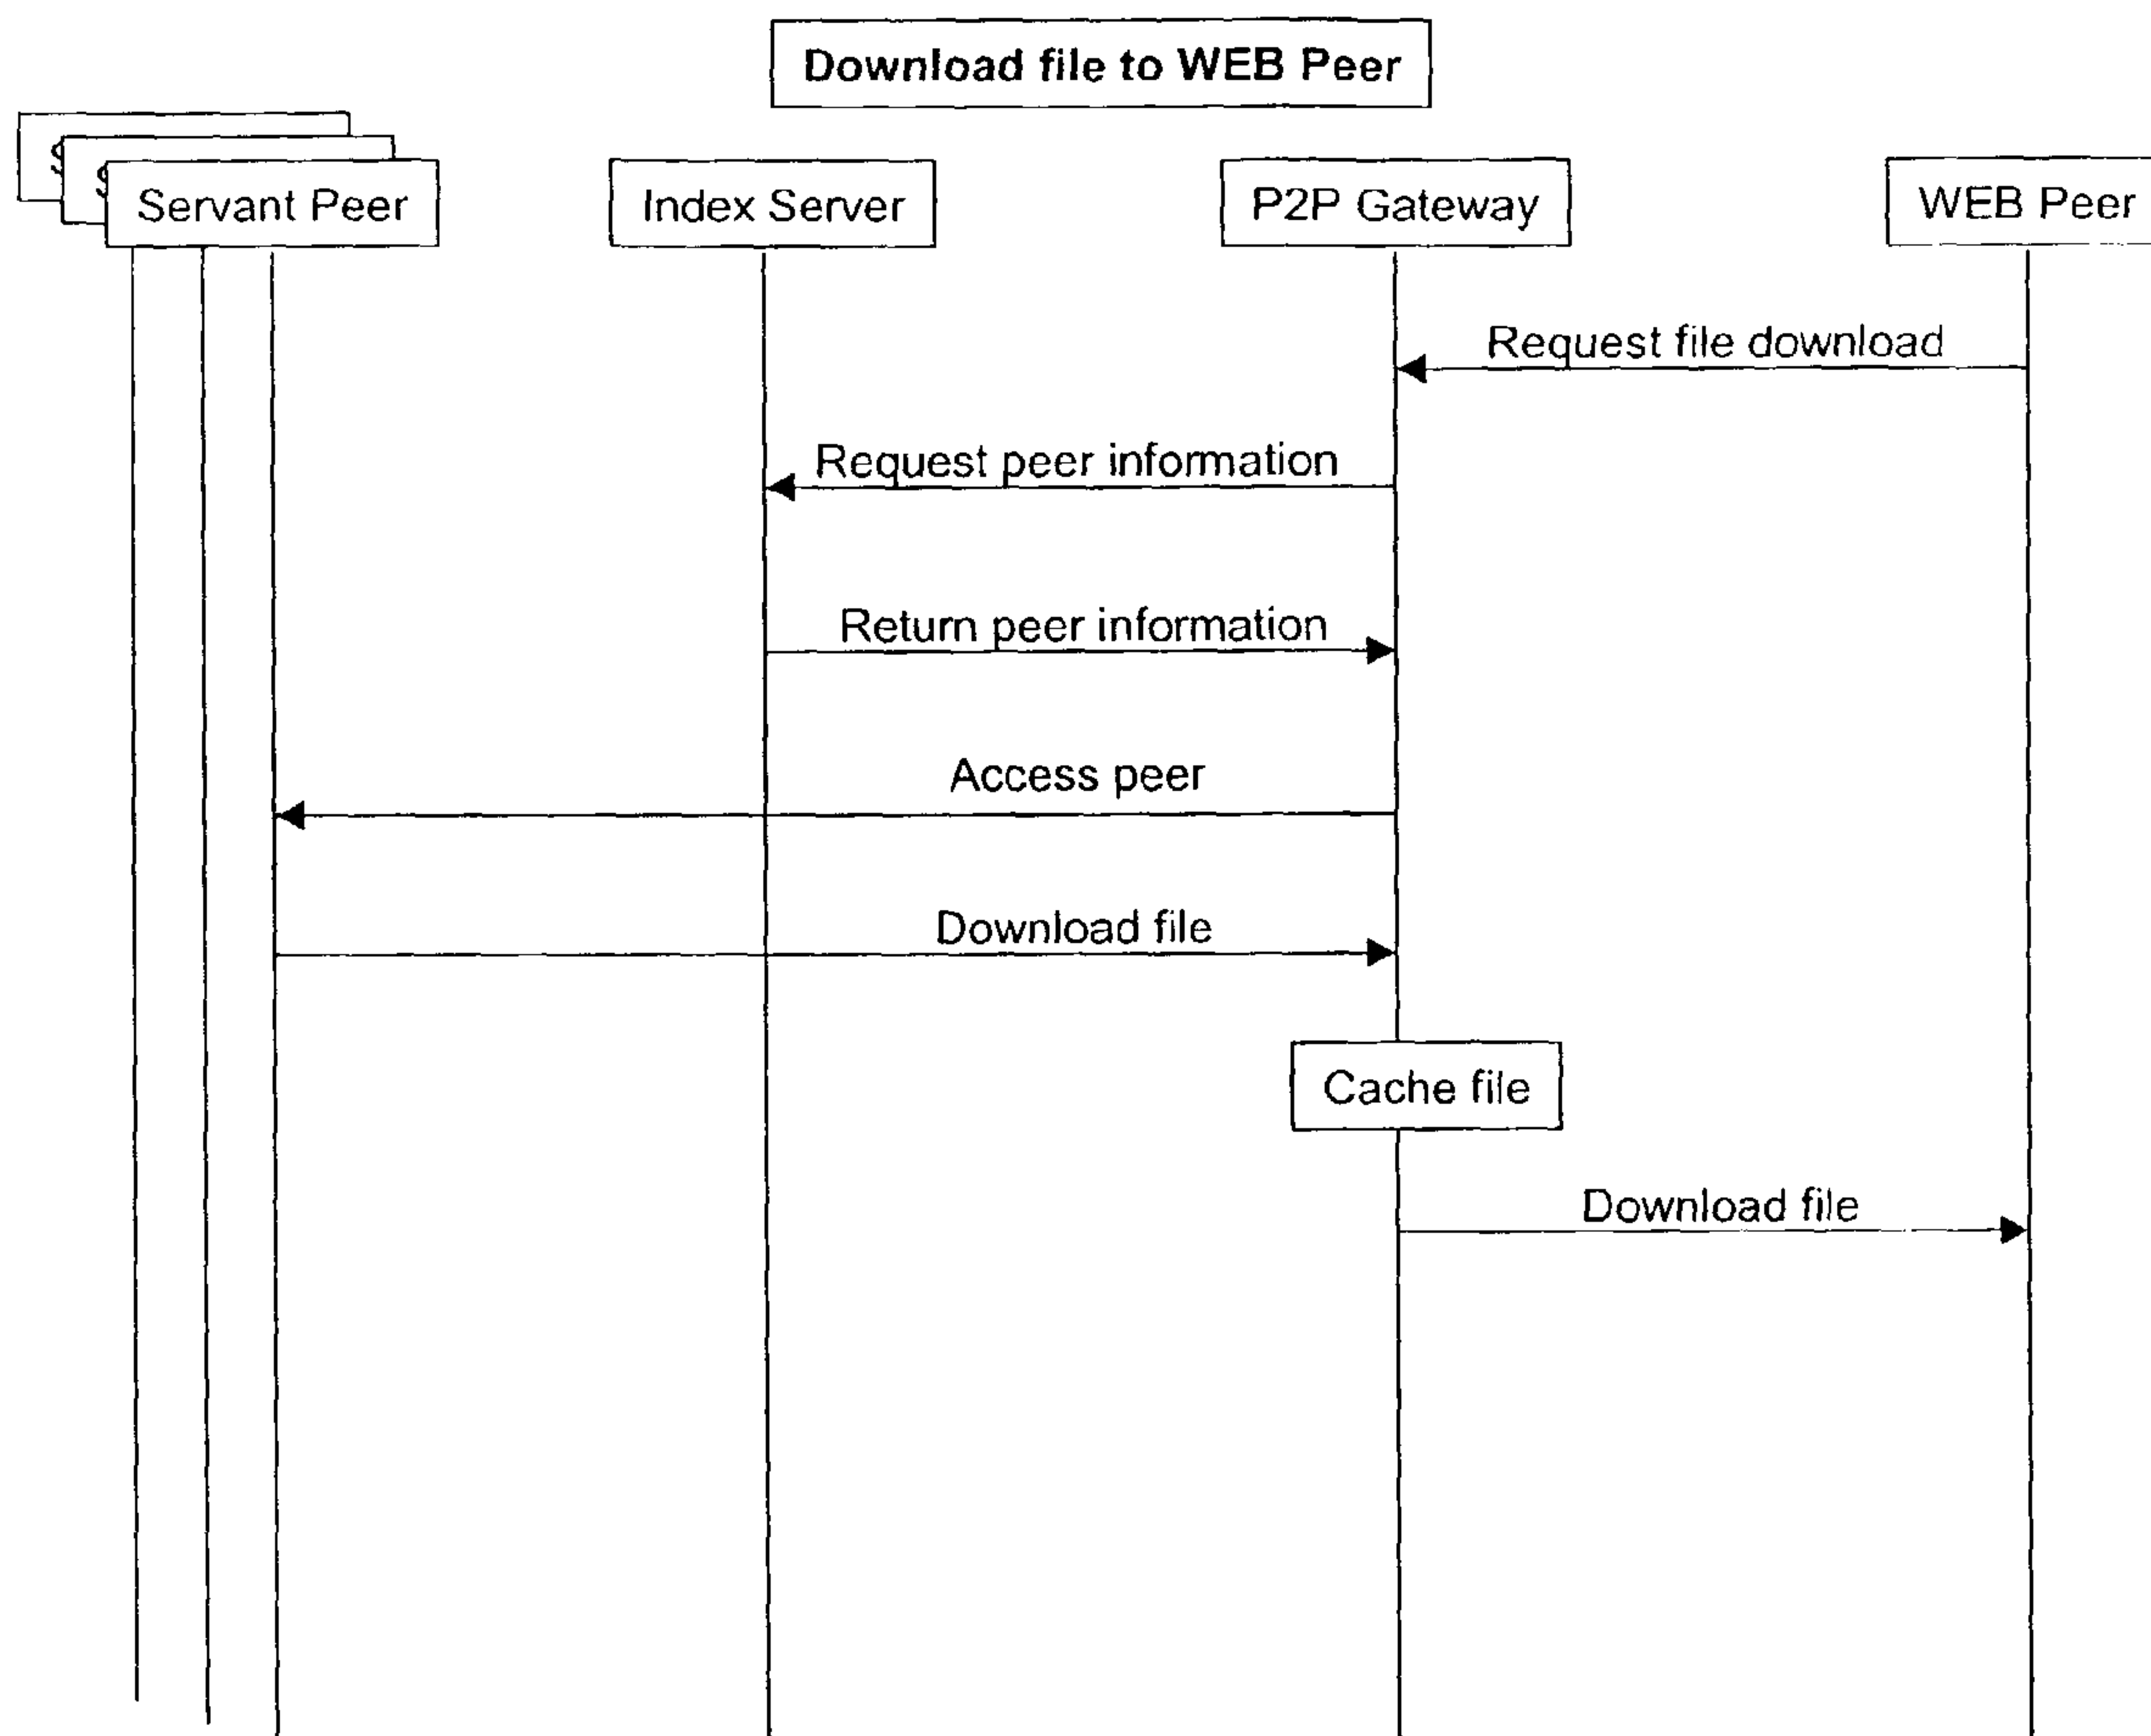 Download file to WEB Peer
S
S
Servant Peer
Index Server
P2P Gateway
WEB Peer
Request file download
Request peer information
Return peer information
Access peer
Download file
Cache file
Download file